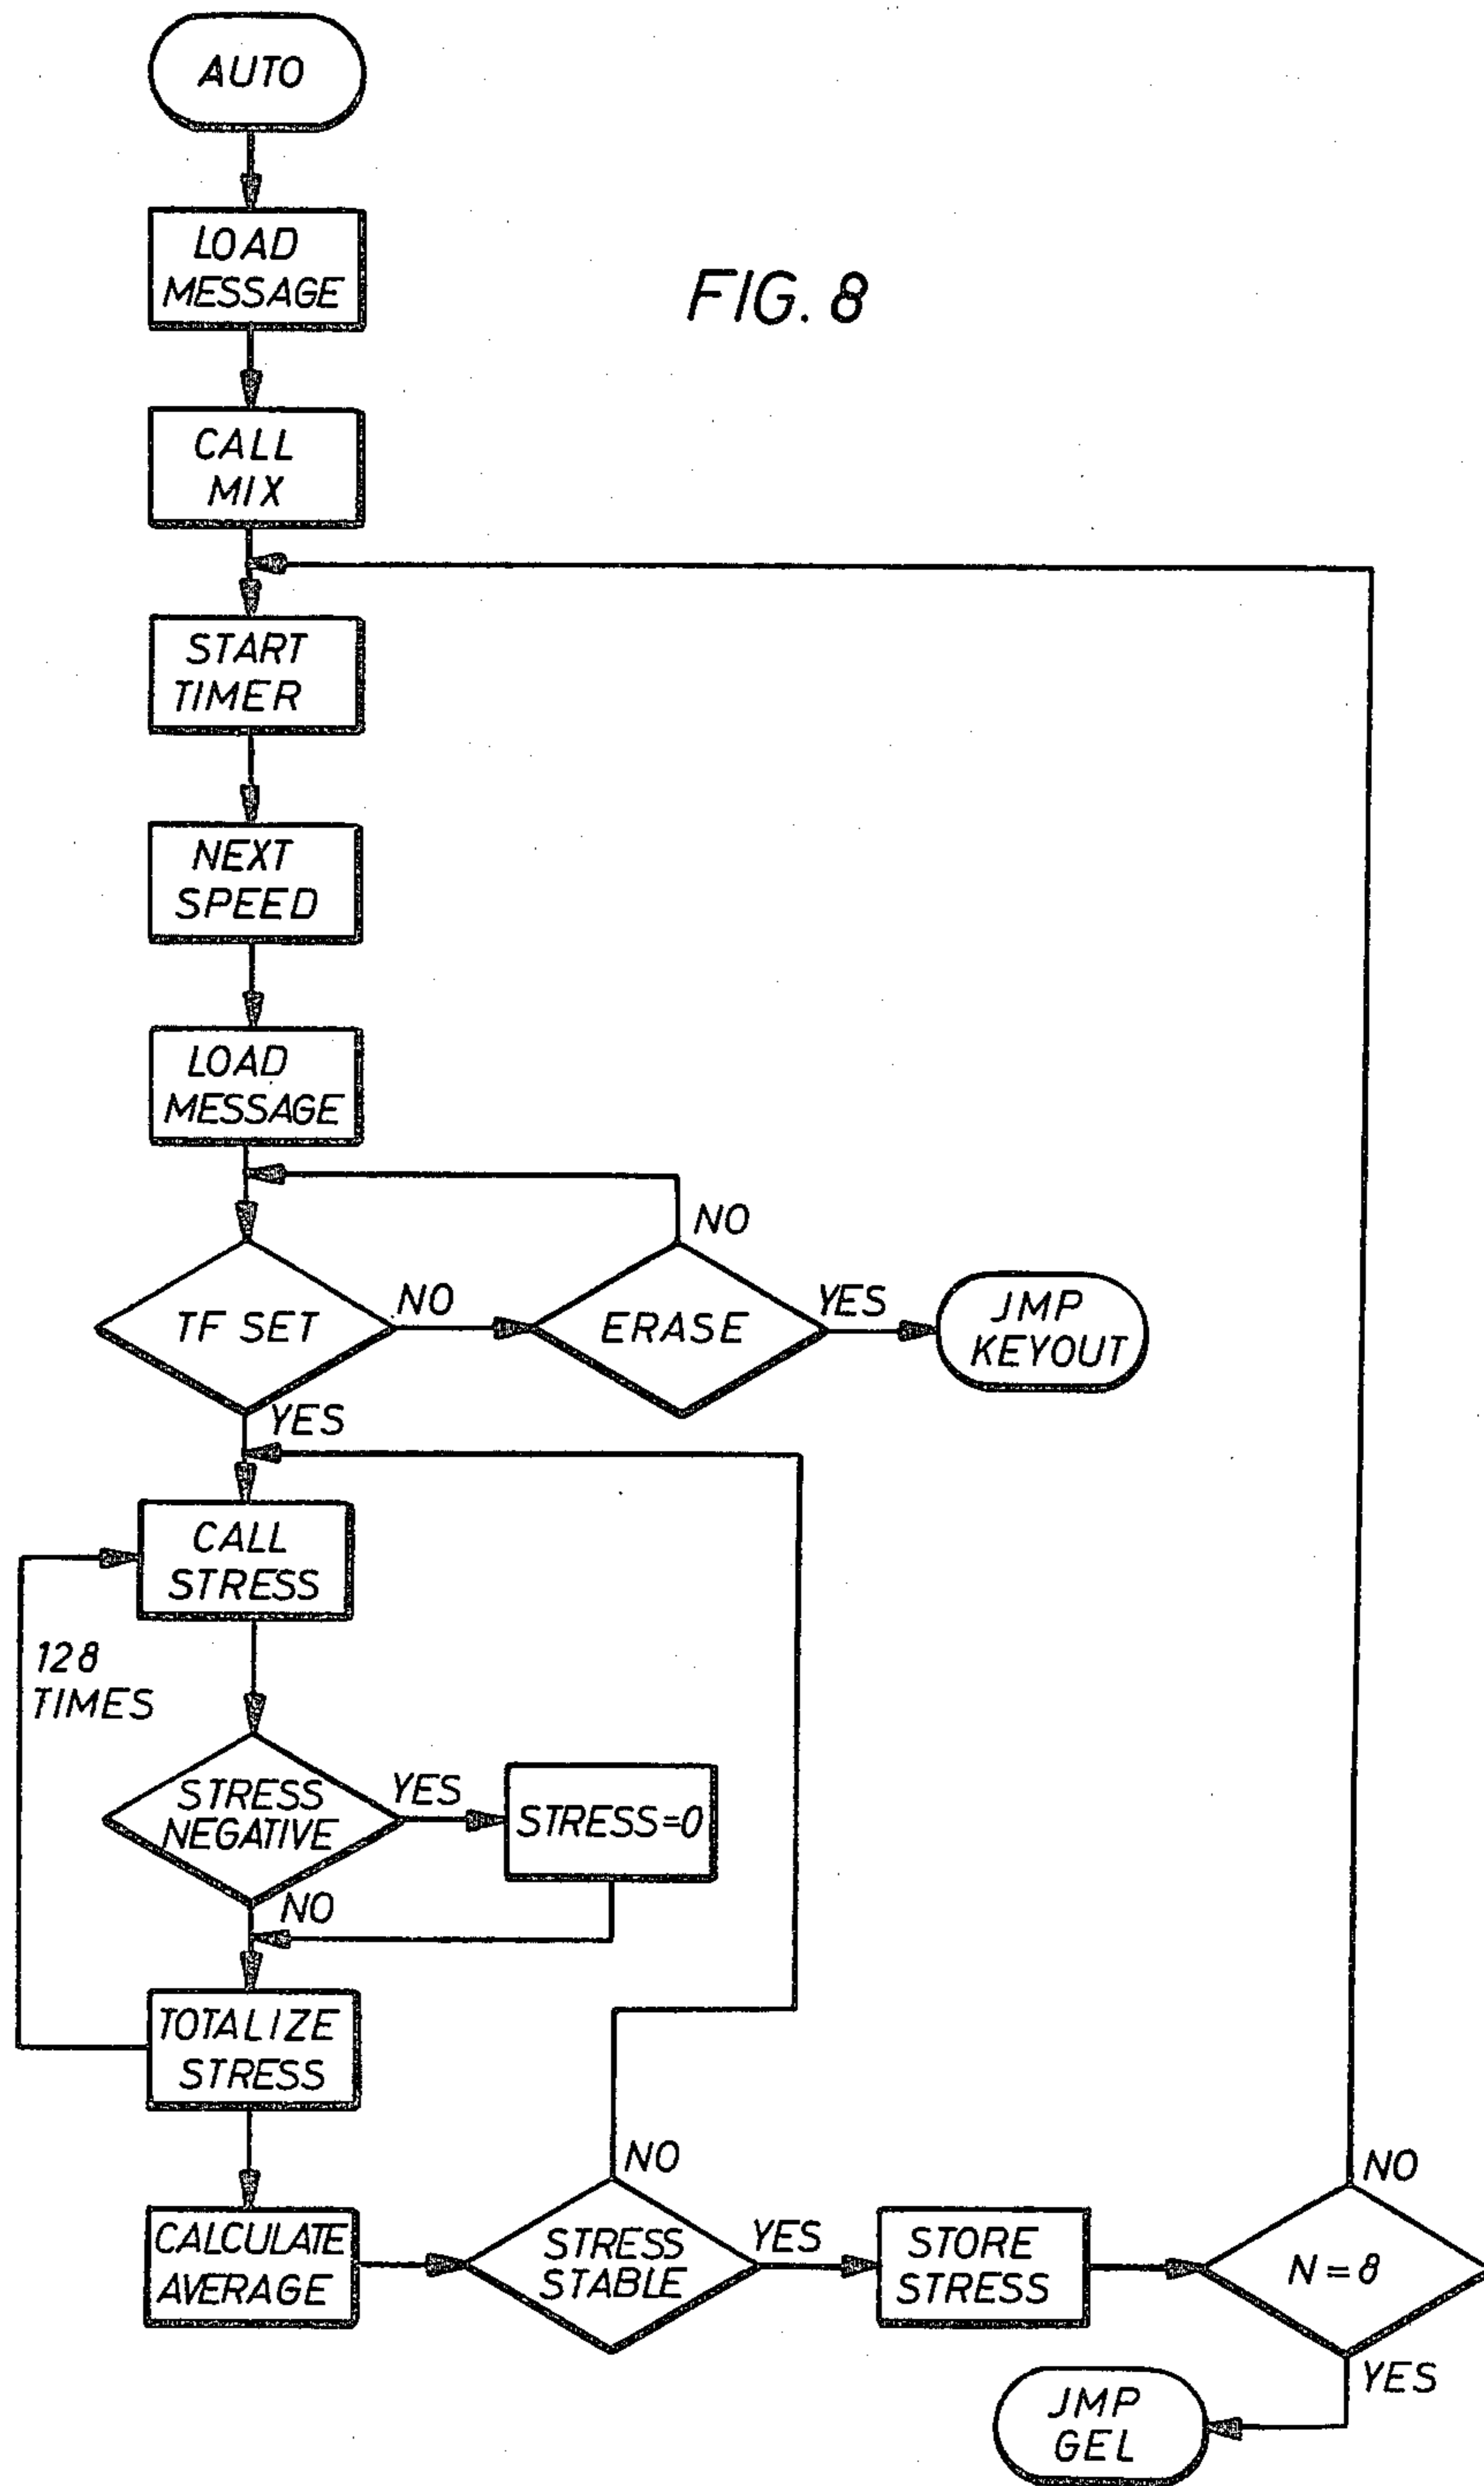 AUTO
LOAD
MESSAGE
FIG. 8
CALL
MIX
START
TIMER
NEXT
SPEED
LOAD
MESSAGE
NO
TF SET
NO
ERASE
YES
JMP
KEYOUT
YES
CALL
STRESS
128
TIMES
STRESS
NEGATIVE
YES
STRESS=0
NO
TOTALIZE
STRESS
NO
NO
CALCULATE
AVERAGE
STRESS
STABLE
YES
STORE
STRESS
N=8
YES
JMP
GEL